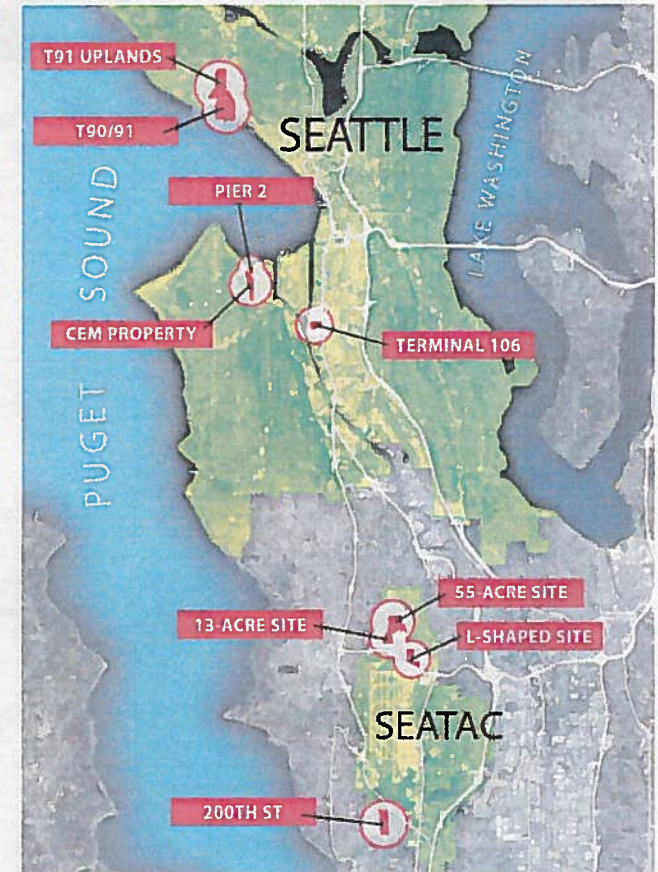 T91 UPLANDS
T90/91
SEATTLE
LAKE WASHINGTON
PIER 2
PUGET SOUND
CEM PROPERTY
TERMINAL 106
55-ACRE SITE
13-ACRE SITE
L-SHAPED SITE
SEATAC
200TH ST